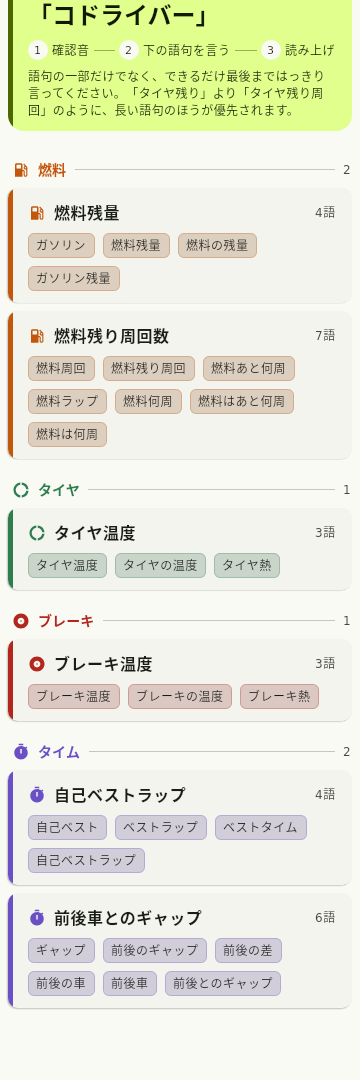 「コドライバー」
1 確認音 2 下の語句を言う 3 読み上げ
語句の一部だけでなく、できるだけ最後まではっきり
言ってください。「タイヤ残り」より「タイヤ残り周
回」のように、長い語句のほうが優先されます。
燃料 2
燃料残量 4語
ガソリン 燃料残量 燃料の残量
ガソリン残量
燃料残り周回数 7語
燃料周回 燃料残り周回 燃料あと何周
燃料ラップ 燃料何周 燃料はあと何周
燃料は何周
タイヤ 1
タイヤ温度 3語
タイヤ温度 タイヤの温度 タイヤ熱
ブレーキ 1
ブレーキ温度 3語
ブレーキ温度 ブレーキの温度 ブレーキ熱
タイム 2
自己ベストラップ 4語
自己ベスト ベストラップ ベストタイム
自己ベストラップ
前後車とのギャップ 6語
ギャップ 前後のギャップ 前後の差
前後の車 前後車 前後とのギャップ